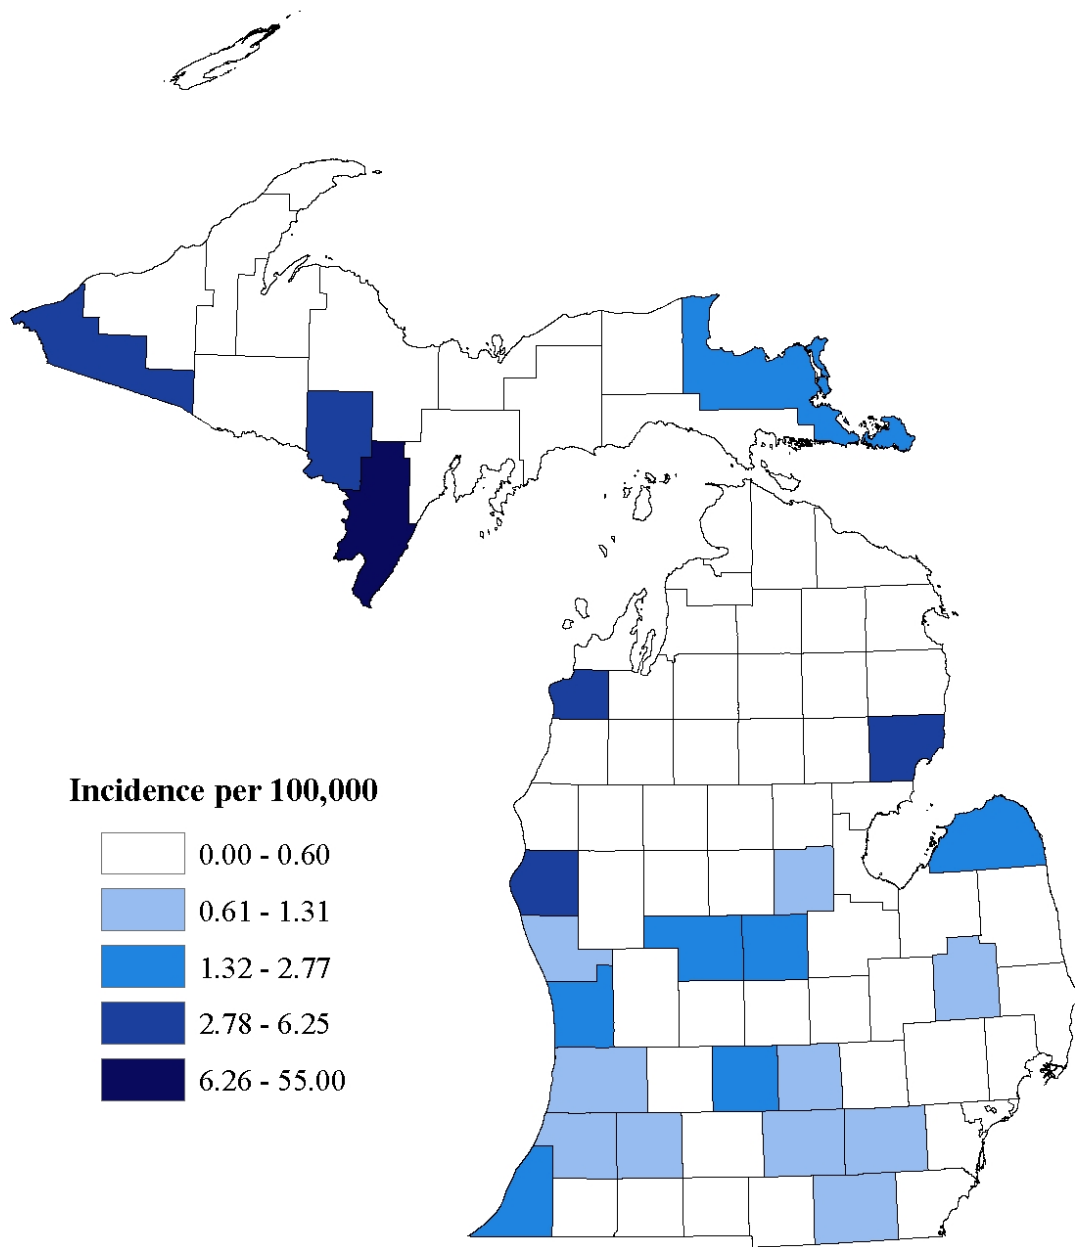 Incidence per 100,000
0.00 - 0.60
0.61 - 1.31
1.32 - 2.77
2.78 - 6.25
6.26 - 55.00